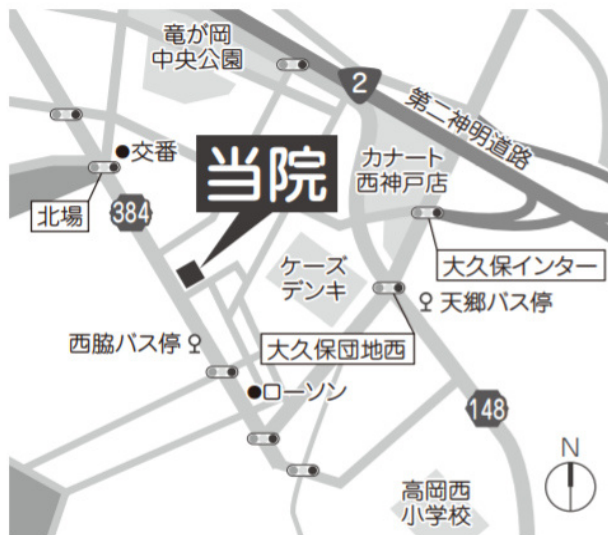 竜が岡
中央公園
2
第二神明道路
●交番
当院
カナート
西神戸店
北場
384
大久保インター
ケーズ
デンキ
天郷バス停
西脇バス停
大久保団地西
●ローソン
148
高岡西
小学校
N